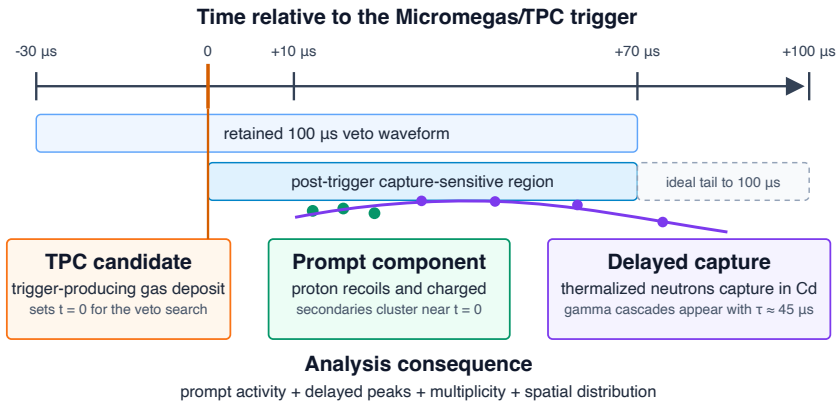 Time relative to the Micromegas/TPC trigger
-30 µs
0
+10 µs
+70 µs
+100 µs
retained 100 µs veto waveform
post-trigger capture-sensitive region
ideal tail to 100 µs
TPC candidate
trigger-producing gas deposit
sets t = 0 for the veto search
Prompt component
proton recoils and charged
secondaries cluster near t = 0
Delayed capture
thermalized neutrons capture in Cd
gamma cascades appear with τ ≈ 45 µs
Analysis consequence
prompt activity + delayed peaks + multiplicity + spatial distribution